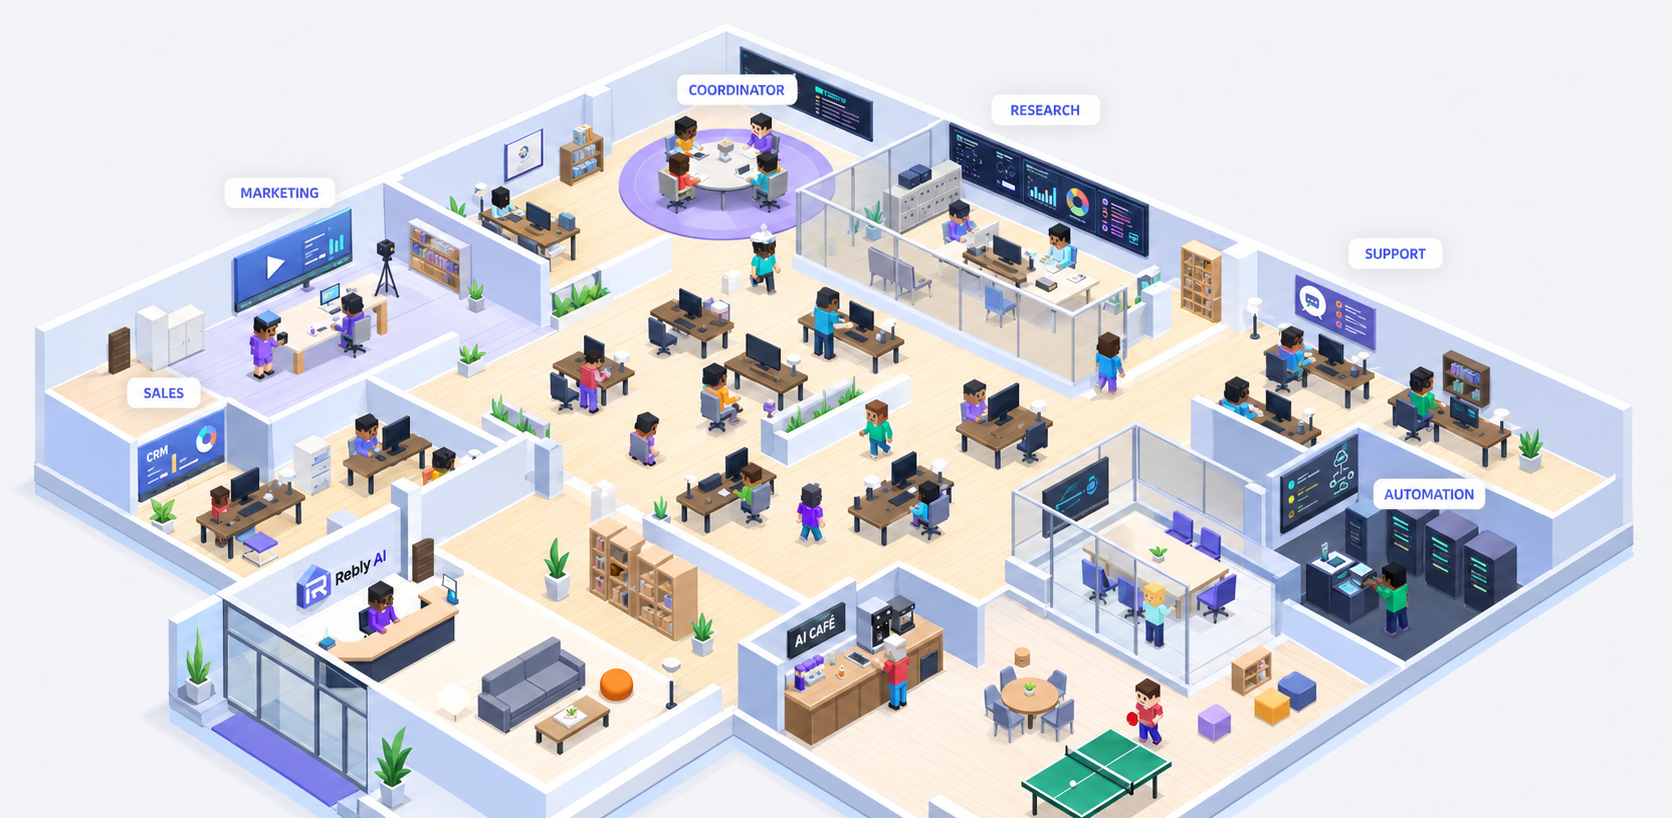 COORDINATOR
RESEARCH
MARKETING
SUPPORT
SALES
CRM
AUTOMATION
Rebly AI
AI CAFÉ